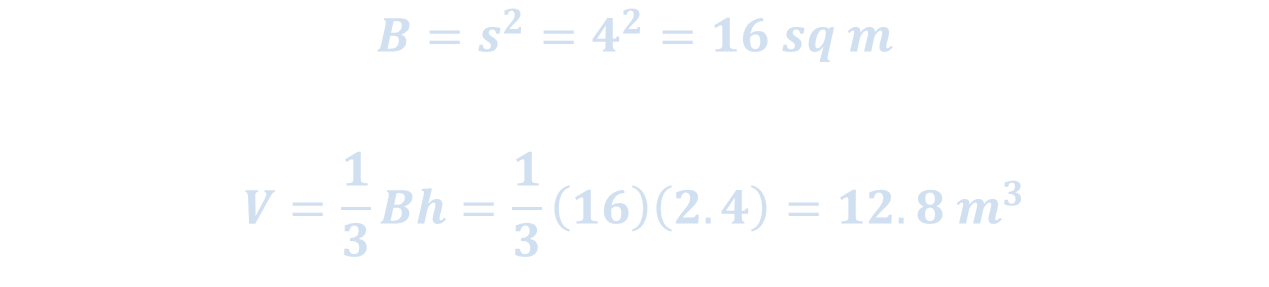 B = s² = 4² = 16 sq m
V = 1/3 Bh = 1/3 (16)(2.4) = 12.8 m³